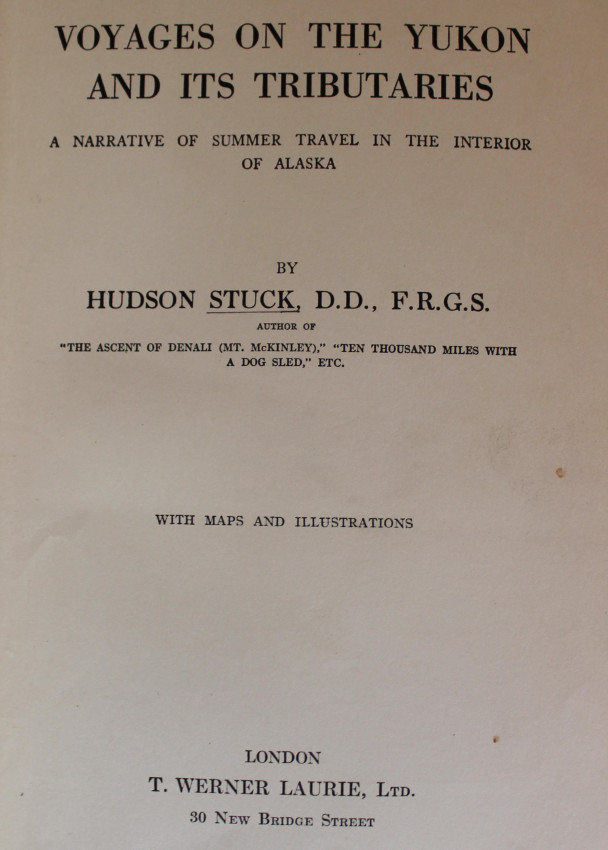 VOYAGES ON THE YUKON
AND ITS TRIBUTARIES
A NARRATIVE OF SUMMER TRAVEL IN THE INTERIOR
OF ALASKA
BY
HUDSON STUCK, D.D., F.R.G.S.
AUTHOR OF
"THE ASCENT OF DENALI (MT. McKINLEY)," "TEN THOUSAND MILES WITH
A DOG SLED," ETC.
WITH MAPS AND ILLUSTRATIONS
LONDON
T. WERNER LAURIE, LTD.
30 NEW BRIDGE STREET